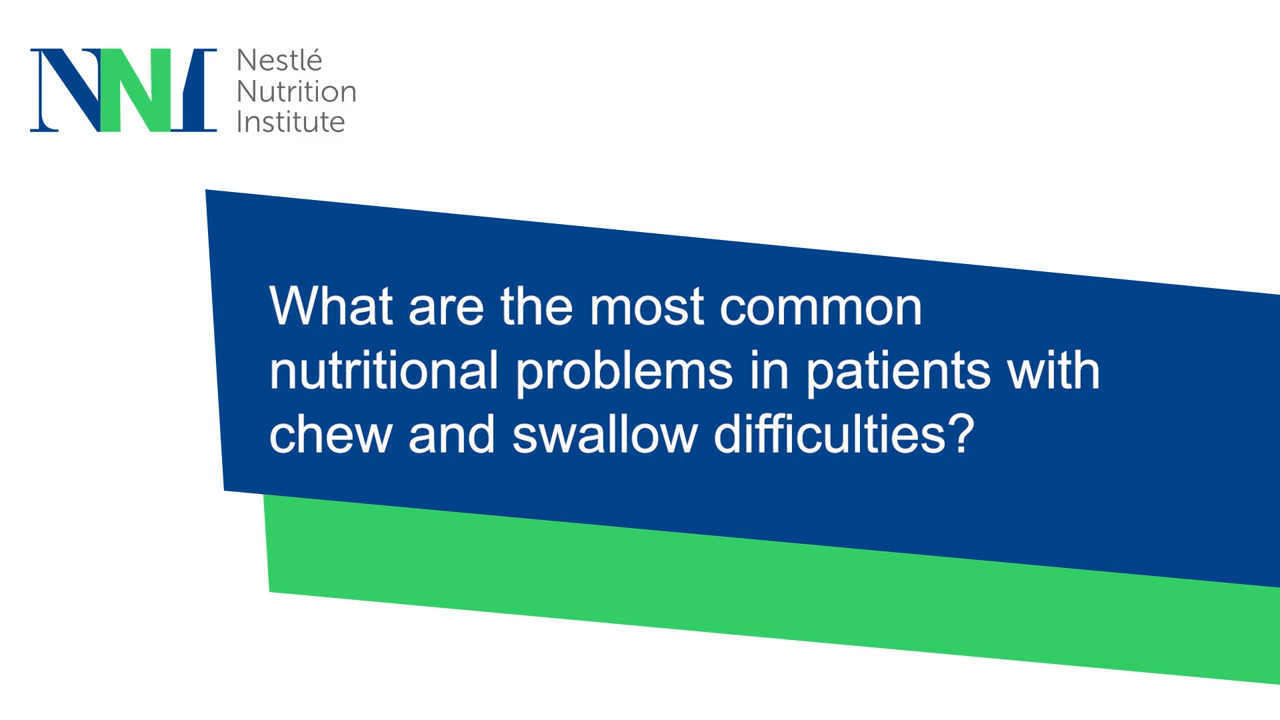 NNI
Nestlé
Nutrition
Institute
What are the most common
nutritional problems in patients with
chew and swallow difficulties?